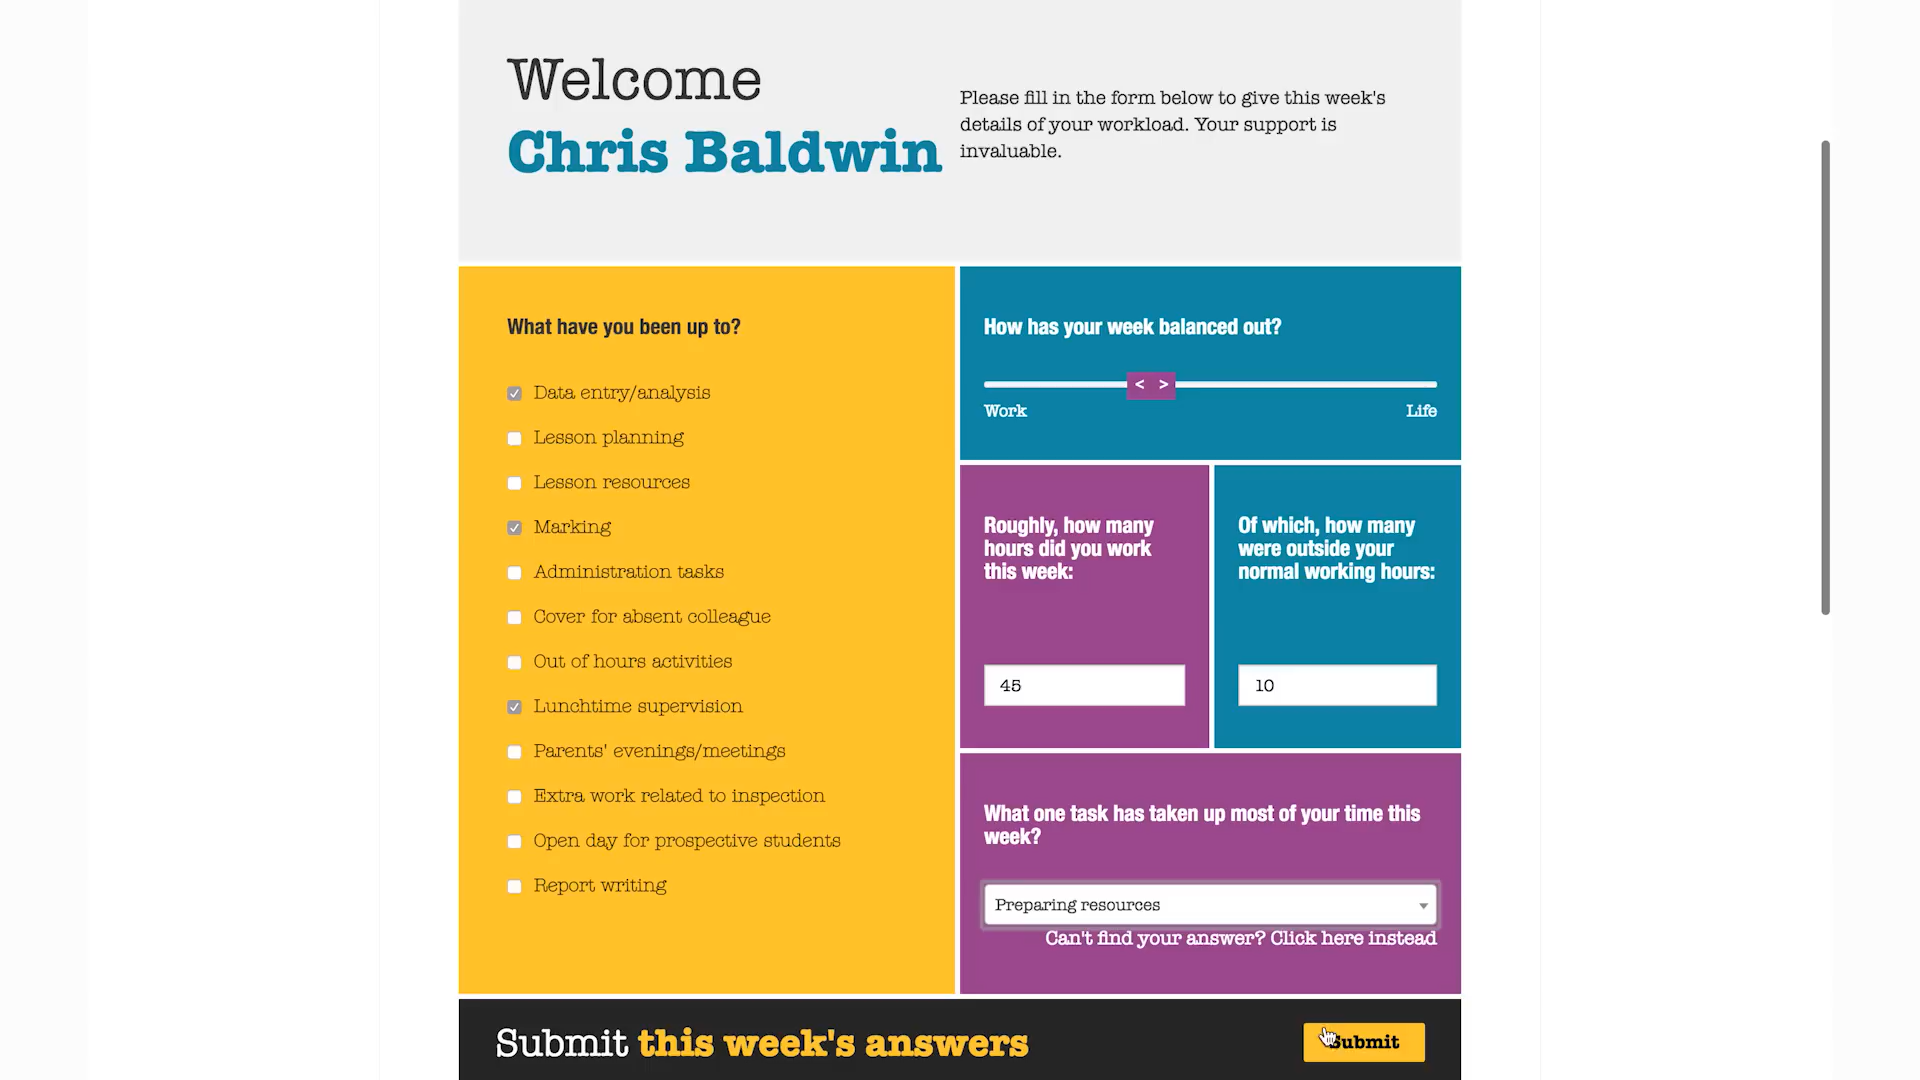 Welcome
Chris Baldwin
Please fill in the form below to give this week's
details of your workload. Your support is
invaluable.
What have you been up to?
Data entry/analysis
Lesson planning
Lesson resources
Marking
Administration tasks
Cover for absent colleague
Out of hours activities
Lunchtime supervision
Parents' evenings/meetings
Extra work related to inspection
Open day for prospective students
Report writing
How has your week balanced out?
< >
Work Life
Roughly, how many
hours did you work
this week:
45
Of which, how many
were outside your
normal working hours:
10
What one task has taken up most of your time this
week?
Preparing resources
Can't find your answer? Click here instead
Submit this week's answers
Submit